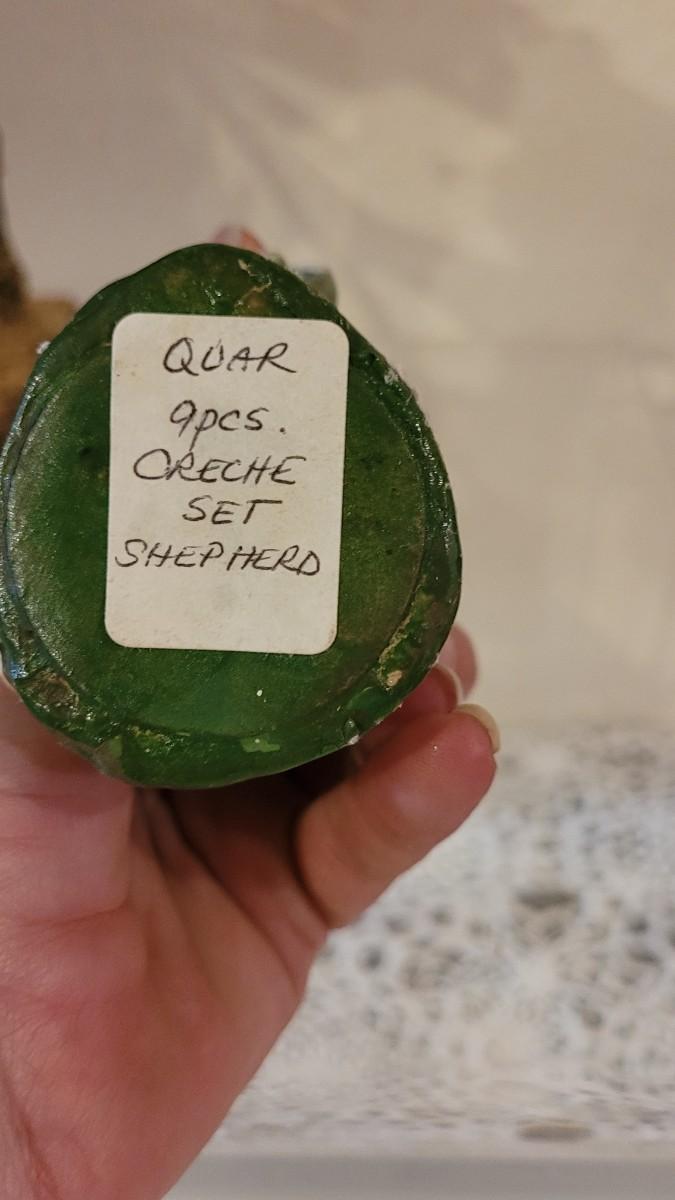 QUAR
9pcs.
CRECHE
SET
SHEPHERD